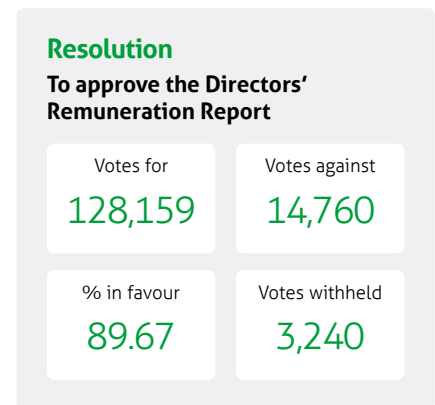 Resolution
To approve the Directors’
Remuneration Report
Votes for
128,159
Votes against
14,760
% in favour
89.67
Votes withheld
3,240